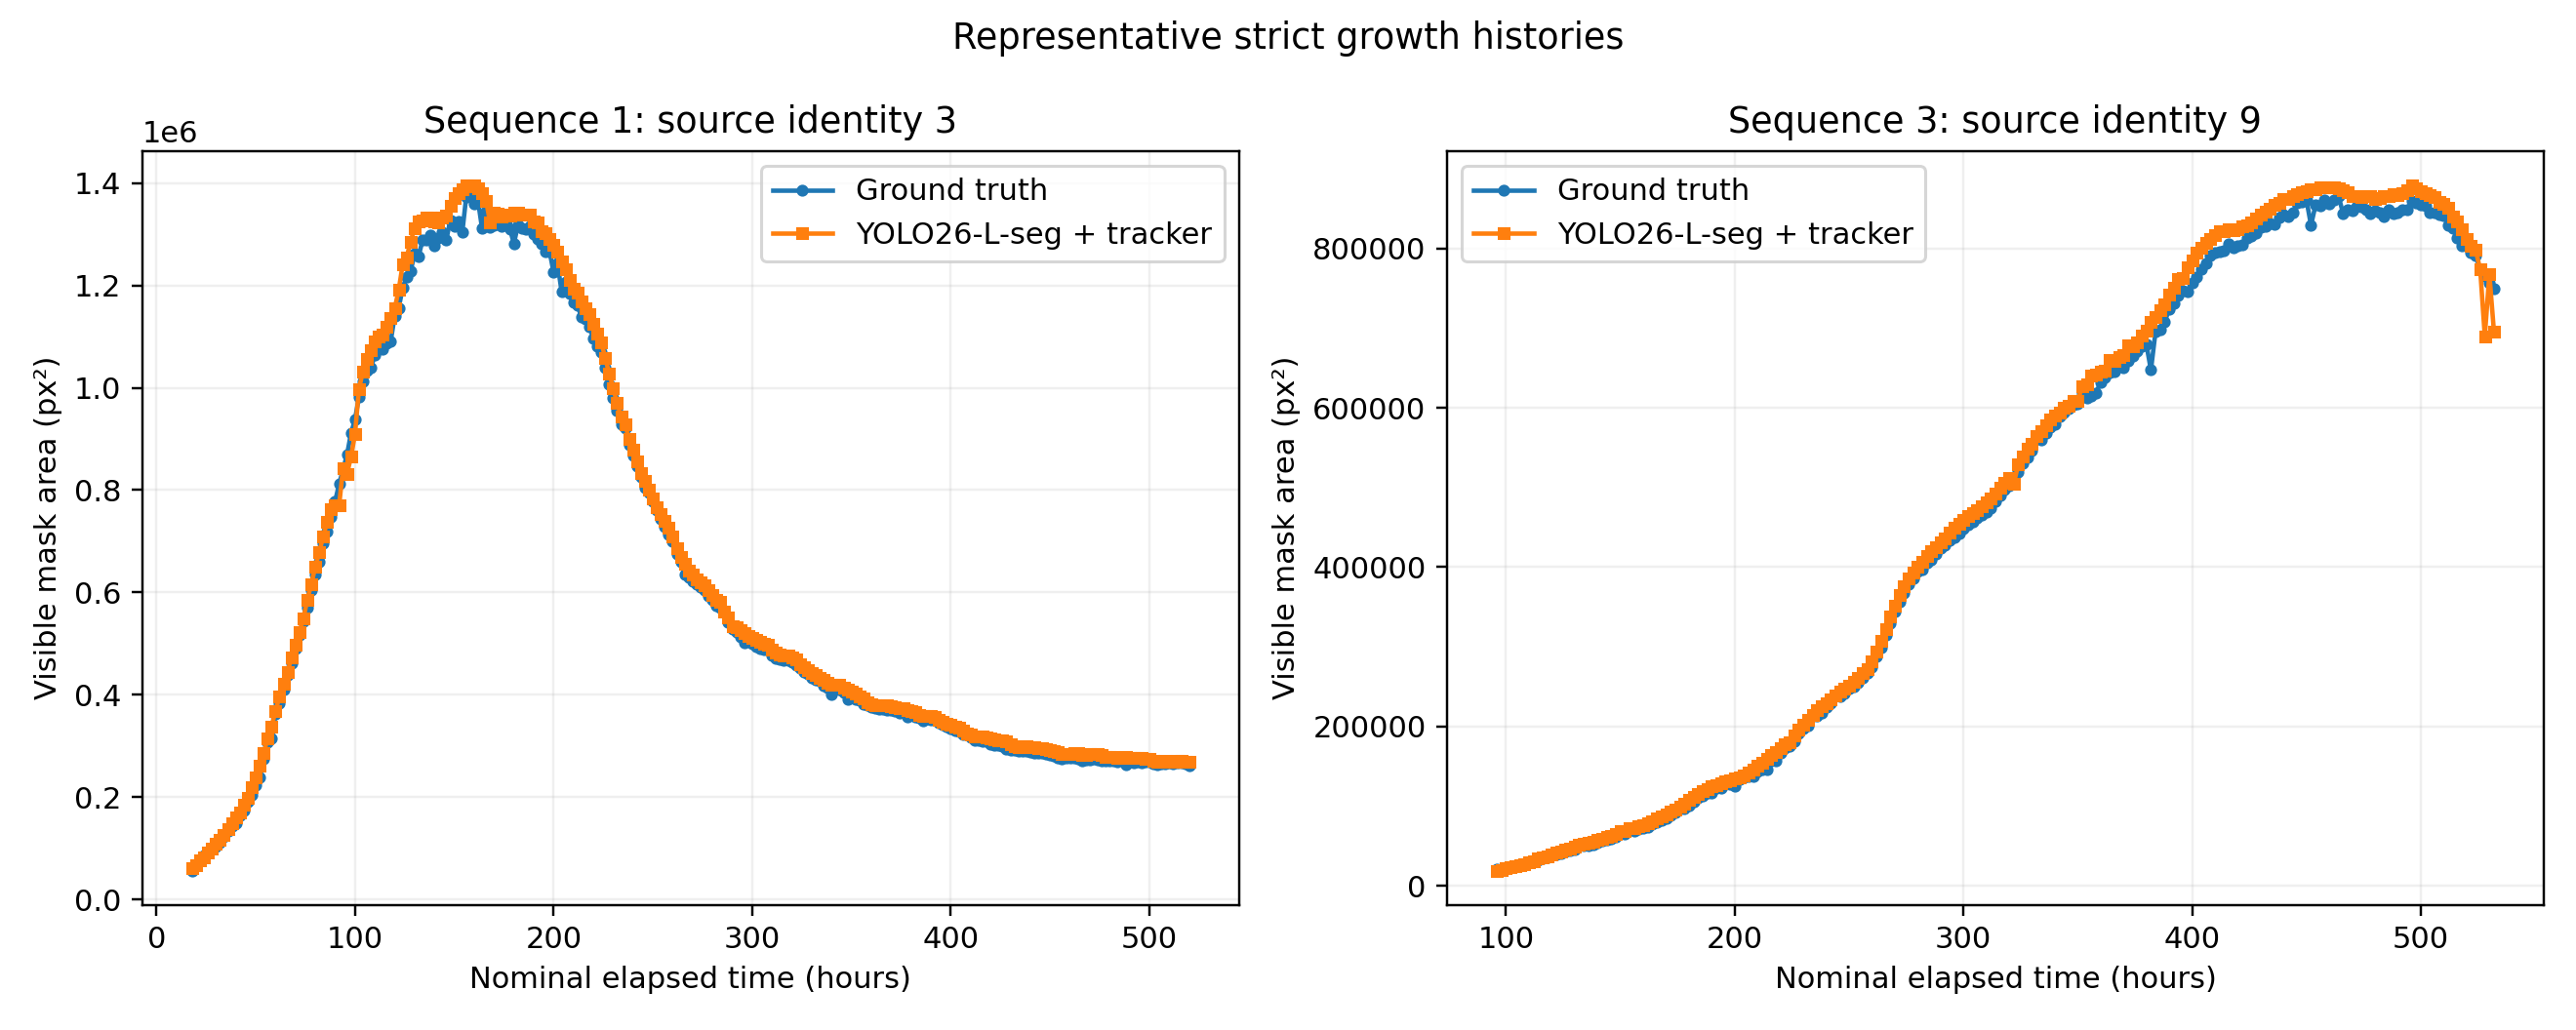 Representative strict growth histories
Sequence 1: source identity 3
1e6
1.4
1.2
1.0
0.8
0.6
0.4
0.2
0.0
Visible mask area (px²)
Ground truth
YOLO26-L-seg + tracker
0 100 200 300 400 500
Nominal elapsed time (hours)
Sequence 3: source identity 9
800000
600000
400000
200000
0
Visible mask area (px²)
Ground truth
YOLO26-L-seg + tracker
100 200 300 400 500
Nominal elapsed time (hours)